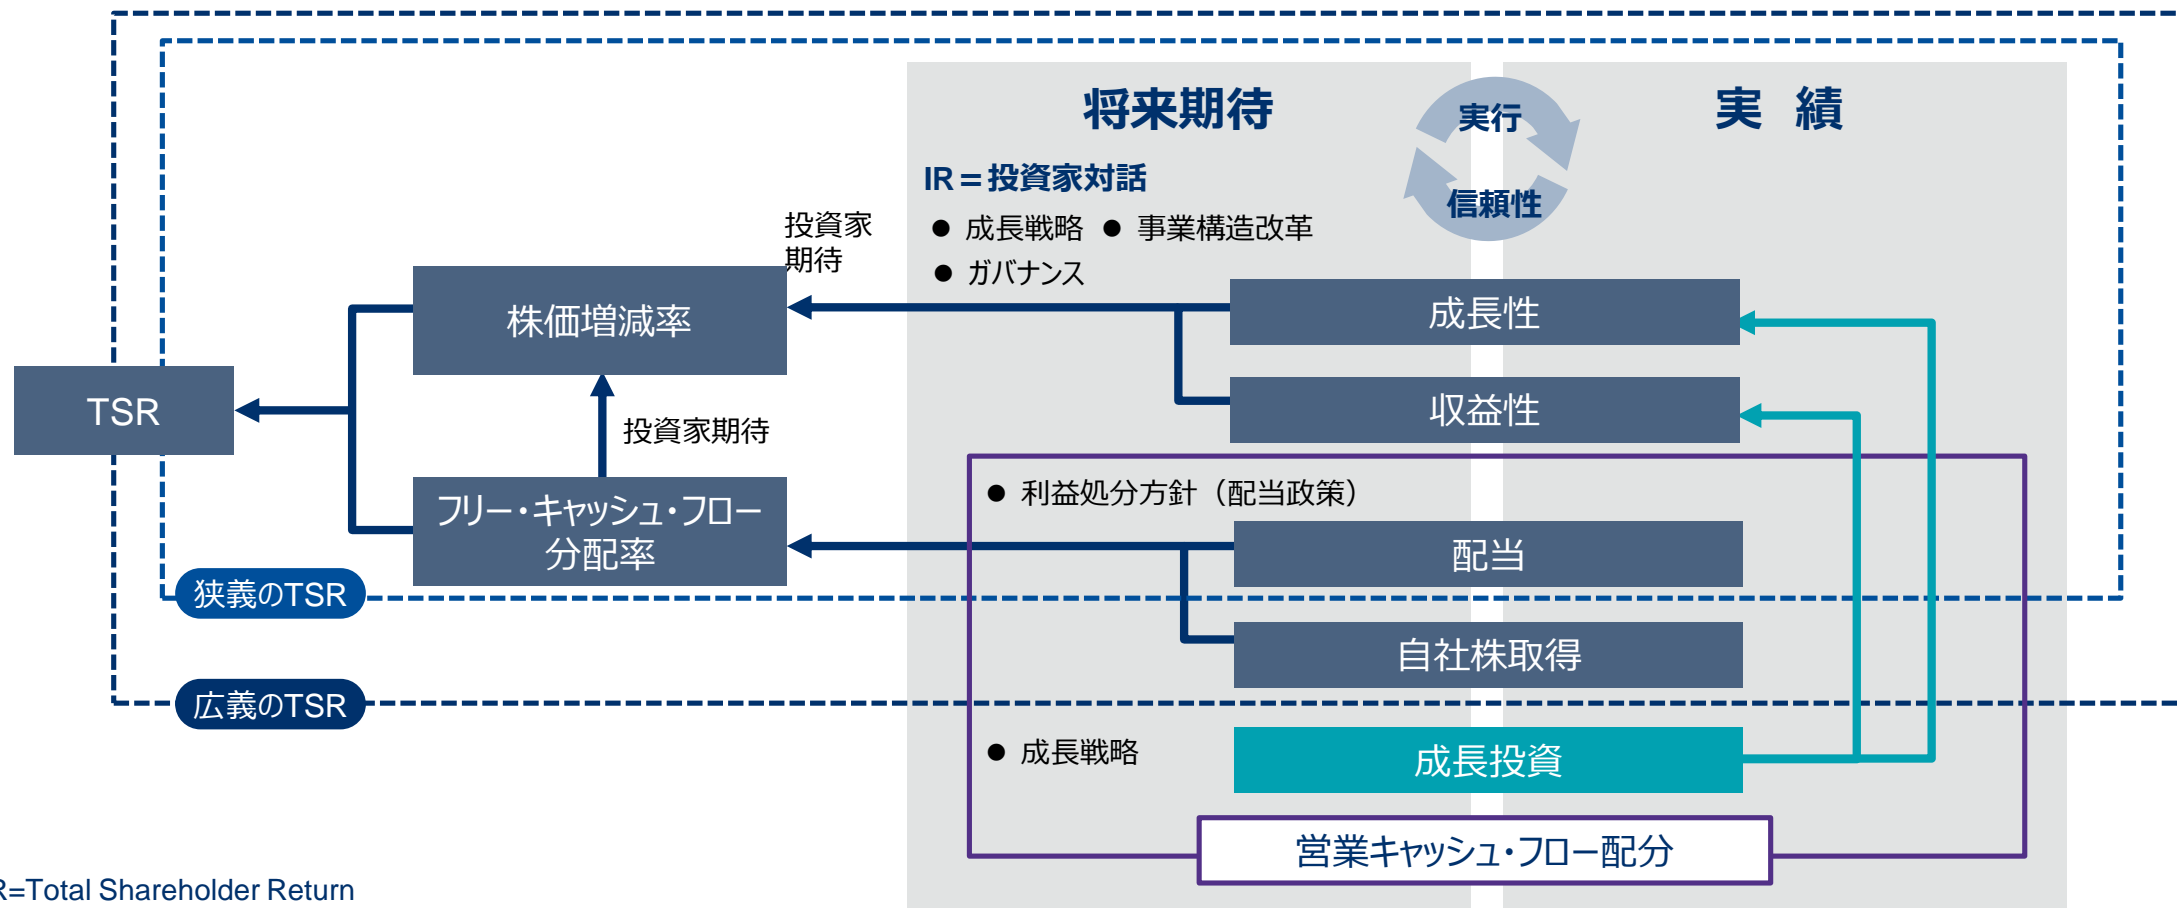 将来期待
実行
実 績
IR＝投資家対話
信頼性
投資家
期待
● 成長戦略 ● 事業構造改革
● ガバナンス
株価増減率
成長性
TSR
収益性
投資家期待
● 利益処分方針（配当政策）
フリー・キャッシュ・フロー
分配率
配当
狭義のTSR
自社株取得
広義のTSR
● 成長戦略
成長投資
営業キャッシュ・フロー配分
R=Total Shareholder Return